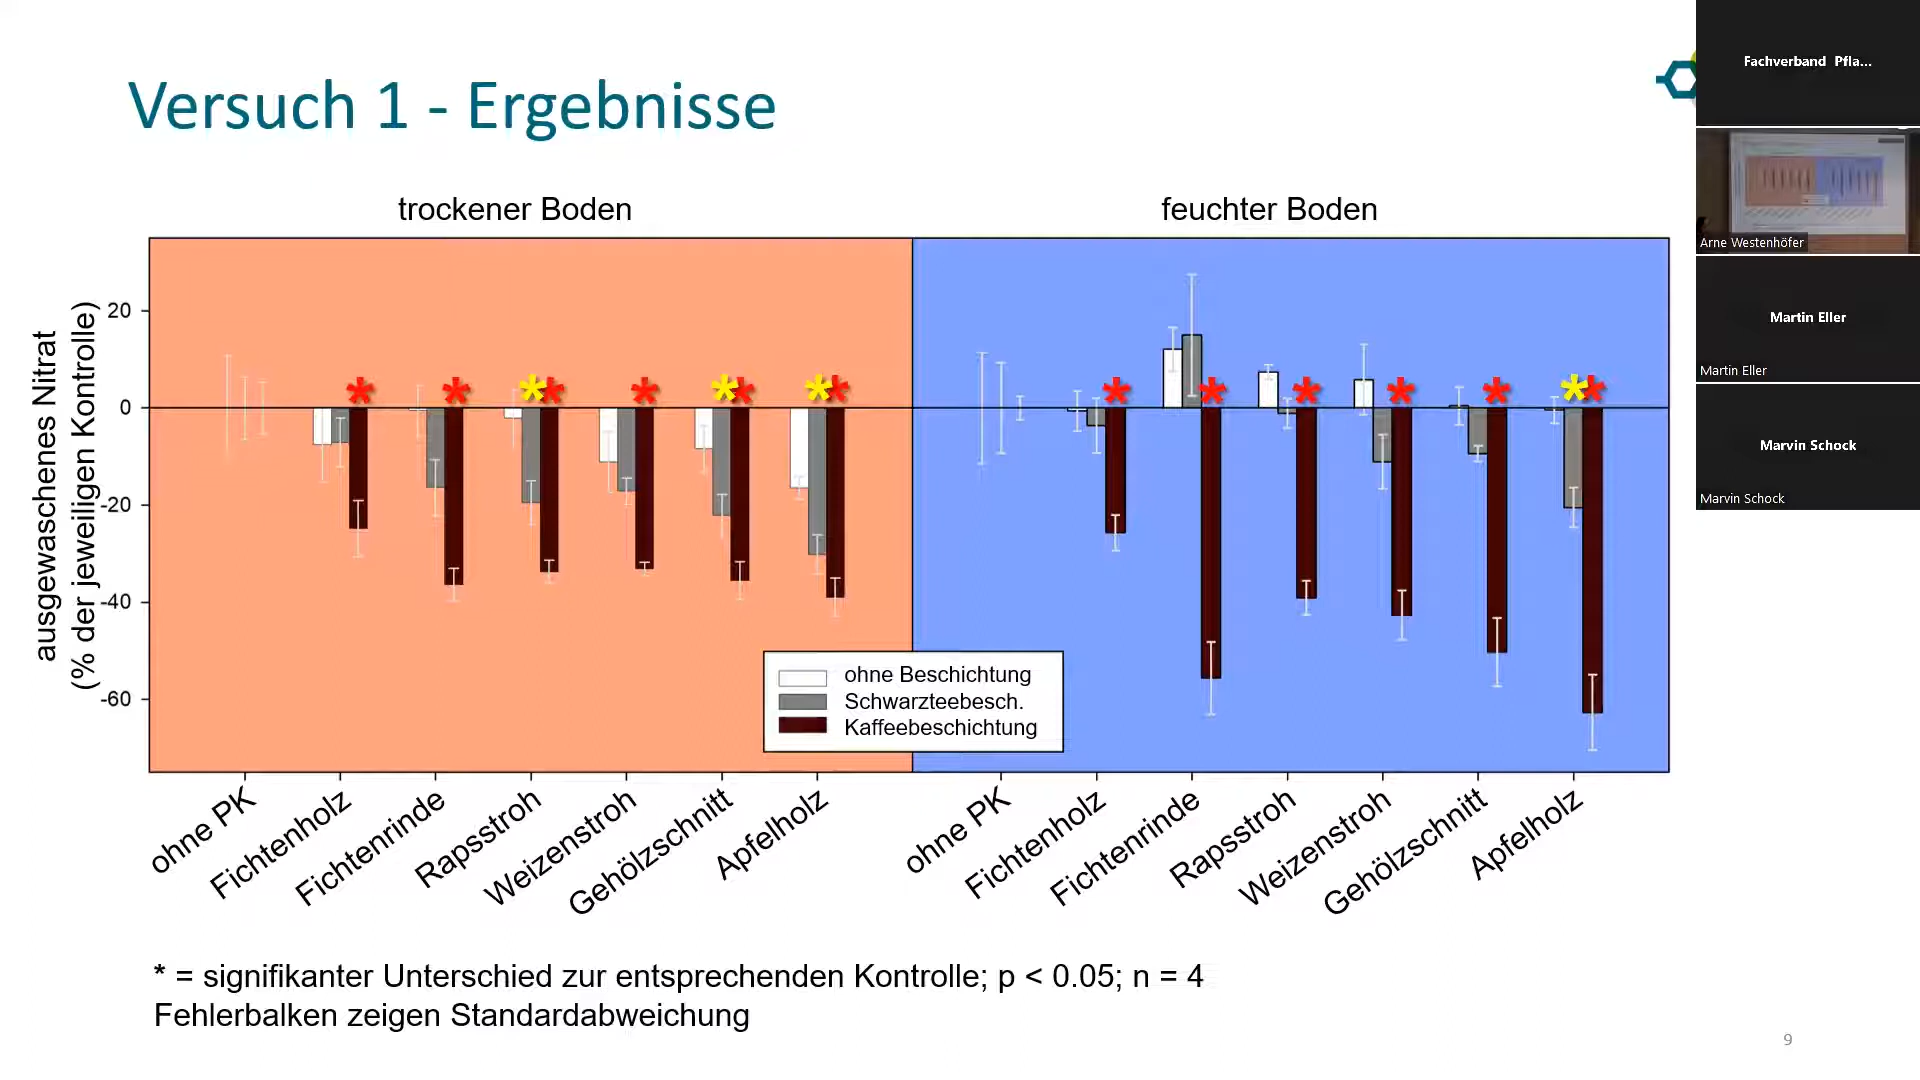 Versuch 1 - Ergebnisse
trockener Boden
feuchter Boden
ausgewaschenes Nitrat
(% der jeweiligen Kontrolle)
20
0
-20
-40
-60
* * * * * * * * *
* * * * * * *
ohne Beschichtung
Schwarzteebesch.
Kaffeebeschichtung
ohne PK
Fichtenholz
Fichtenrinde
Rapsstroh
Weizenstroh
Gehölzschnitt
Apfelholz
ohne PK
Fichtenholz
Fichtenrinde
Rapsstroh
Weizenstroh
Gehölzschnitt
Apfelholz
* = signifikanter Unterschied zur entsprechenden Kontrolle; p < 0.05; n = 4
Fehlerbalken zeigen Standardabweichung
9
Fachverband Pfla...
Arne Westenhöfer
Martin Eller
Martin Eller
Marvin Schock
Marvin Schock